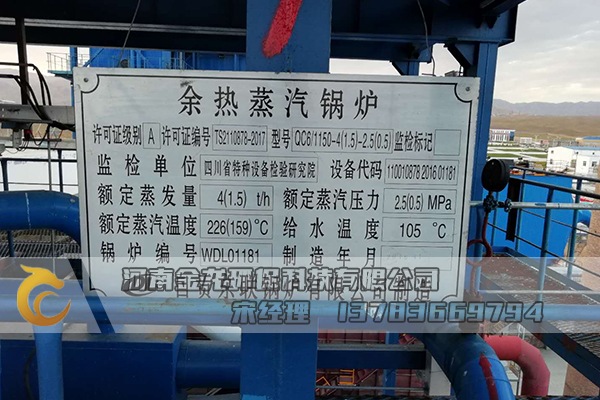 余热蒸汽锅炉
许可证级别 A 许可证编号 TS2110878-2017 型号 QC6/1150-4(1.5)-2.5(0.5) 监检标记
监检单位 四川省特种设备检验研究院 设备代码 110010878 2016 01181
额定蒸发量 4(1.5) t/h 额定蒸汽压力 2.5(0.5) MPa
额定蒸汽温度 226(159)°C 给水温度 105 °C
锅炉编号 WDL01181 制造年月
河南金龙环保科技有限公司
宋经理 13783669794